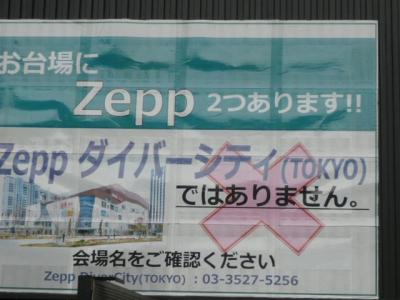 お台場に
Zepp 2つあります!!
Zepp ダイバーシティ(TOKYO)
ではありません。
会場名をご確認ください
Zepp DiverCity(TOKYO) : 03-3527-5256